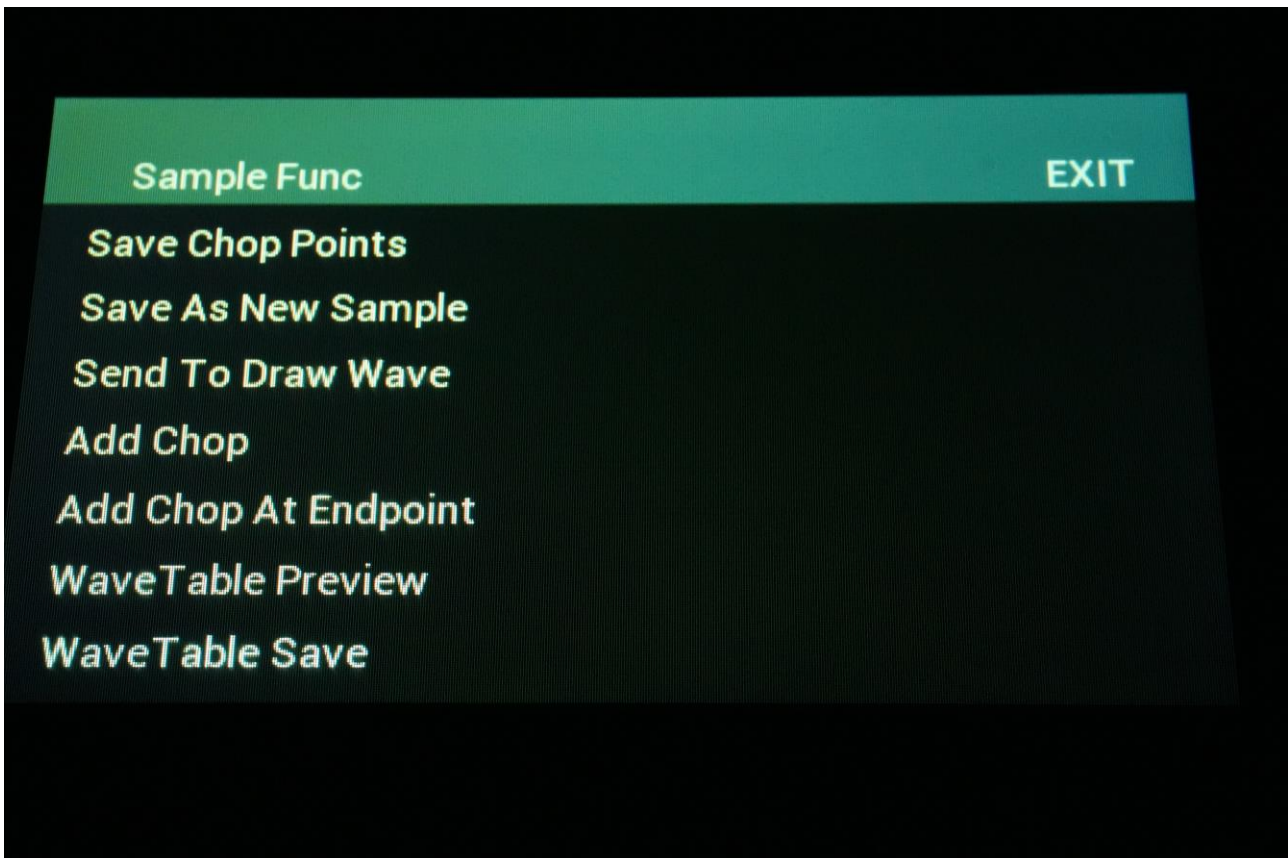 Sample Func EXIT
Save Chop Points
Save As New Sample
Send To Draw Wave
Add Chop
Add Chop At Endpoint
WaveTable Preview
WaveTable Save